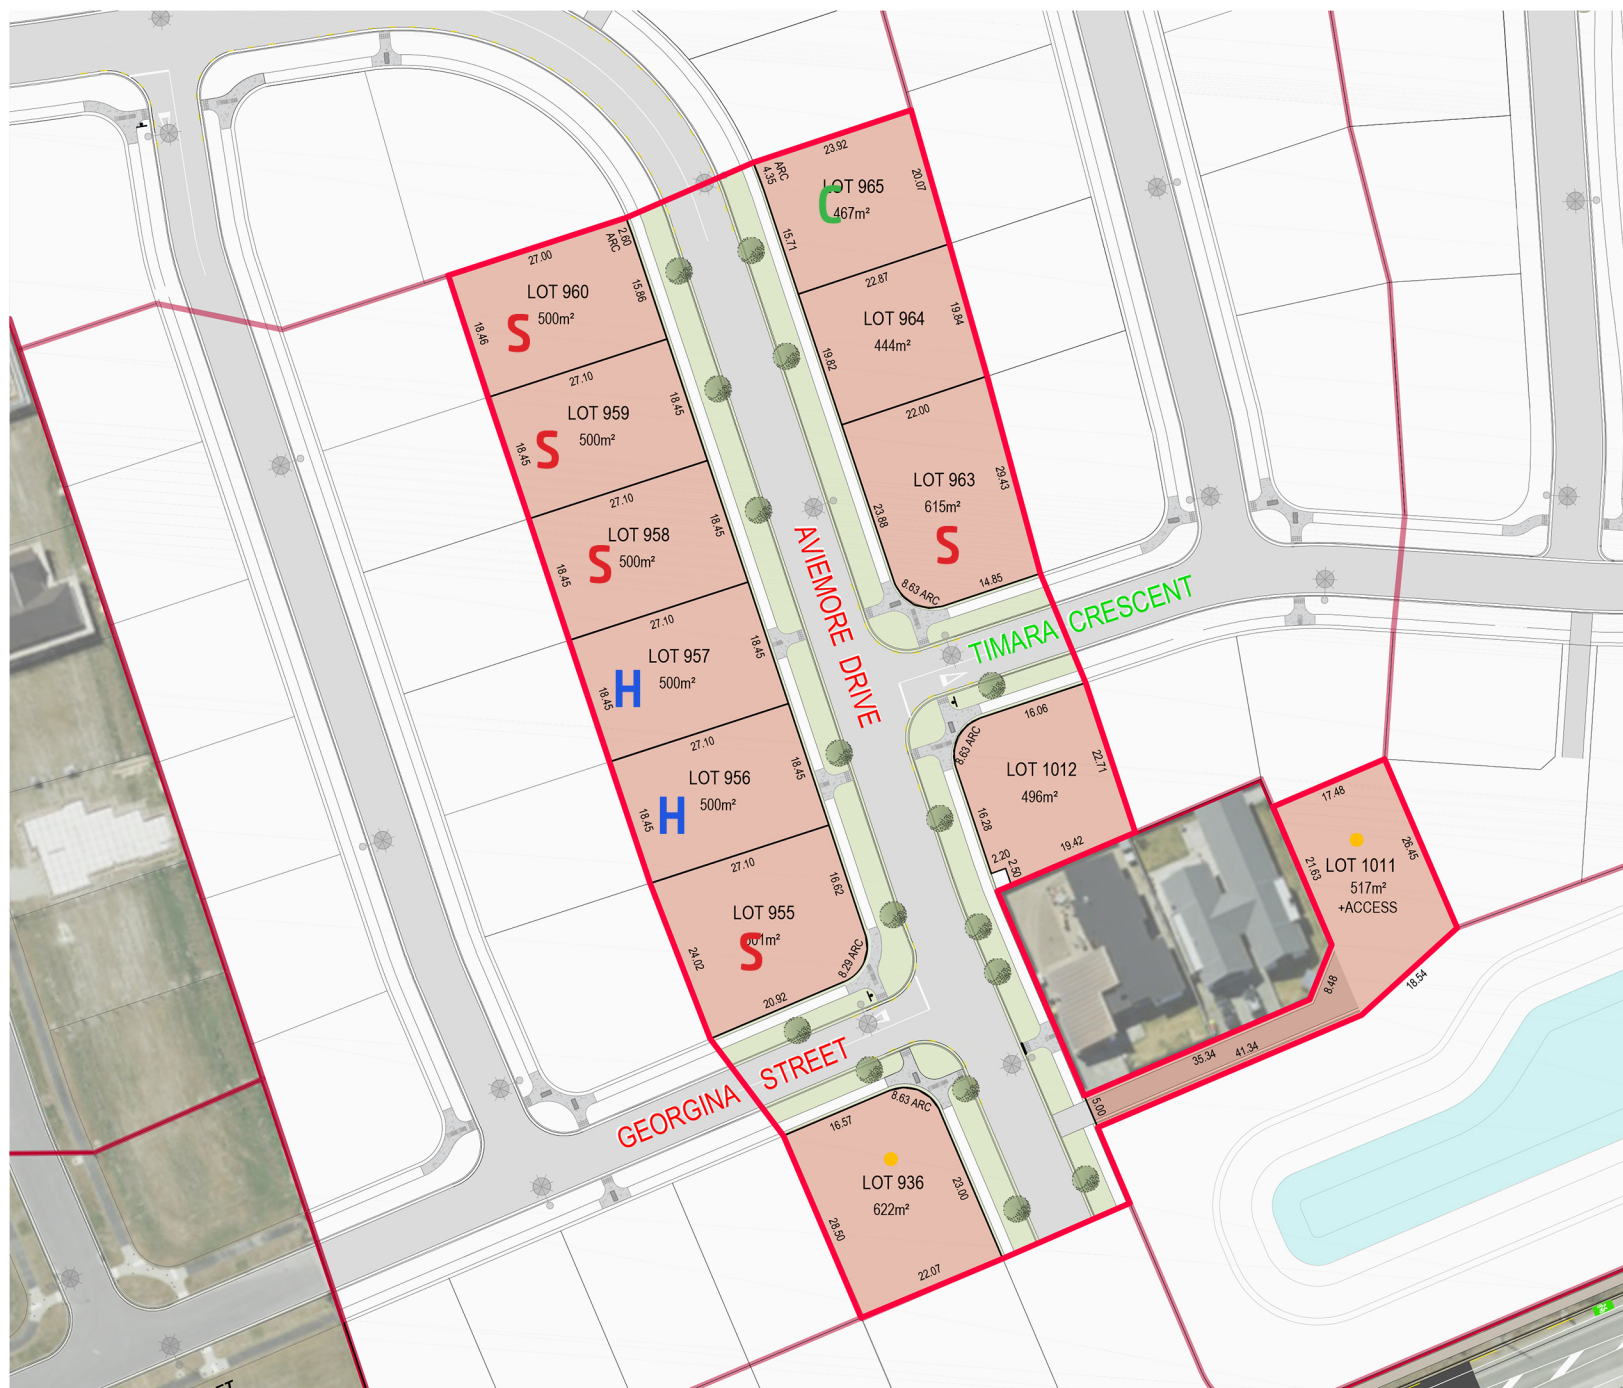 23.92
ARC
4.35
LOT 965
C
467m²
20.07
15.71
2.60
ARC
27.00
LOT 960
500m²
S
15.86
18.46
22.87
LOT 964
444m²
19.84
19.82
27.10
LOT 959
500m²
S
18.45
18.45
22.00
LOT 963
615m²
S
29.43
23.88
8.63 ARC
14.85
27.10
LOT 958
500m²
S
18.45
18.45
AVIEMORE DRIVE
TIMARA CRESCENT
27.10
LOT 957
500m²
H
18.45
18.45
16.06
8.63 ARC
LOT 1012
496m²
22.71
16.28
19.42
2.20
2.50
27.10
LOT 956
500m²
H
18.45
18.45
17.48
LOT 1011
517m²
+ACCESS
21.63
26.45
8.48
18.54
35.34
41.34
5.00
27.10
LOT 955
S
16.62
24.02
8.29 ARC
20.92
GEORGINA STREET
8.63 ARC
16.57
LOT 936
622m²
23.00
28.50
22.07